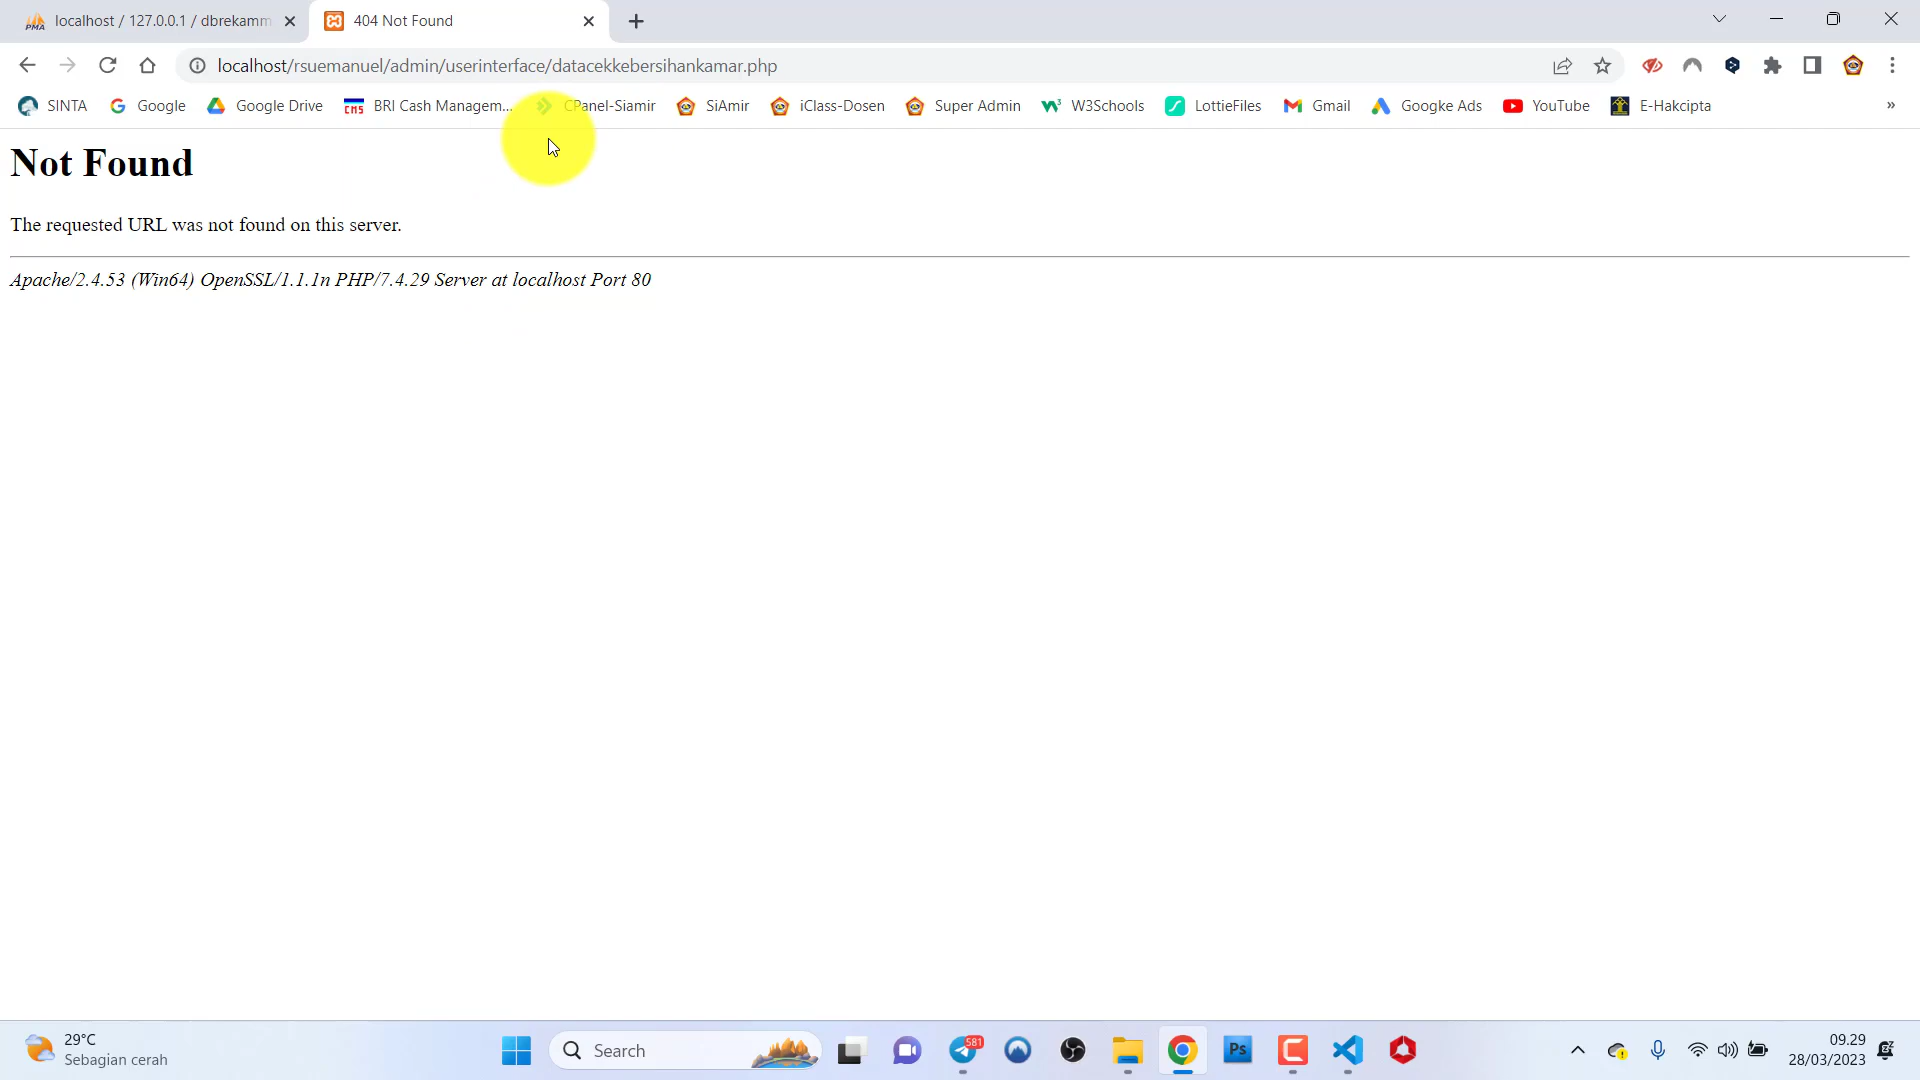 PMA localhost / 127.0.0.1 / dbrekamm
404 Not Found
localhost/rsuemanuel/admin/userinterface/datacekkebersihankamar.php
SINTA Google Google Drive CMS BRI Cash Managem... CPanel-Siamir SiAmir iClass-Dosen Super Admin W3Schools LottieFiles Gmail Googke Ads YouTube E-Hakcipta »
Not Found
The requested URL was not found on this server.
Apache/2.4.53 (Win64) OpenSSL/1.1.1n PHP/7.4.29 Server at localhost Port 80
29°C
Sebagian cerah
Search
581
Ps
09.29
28/03/2023